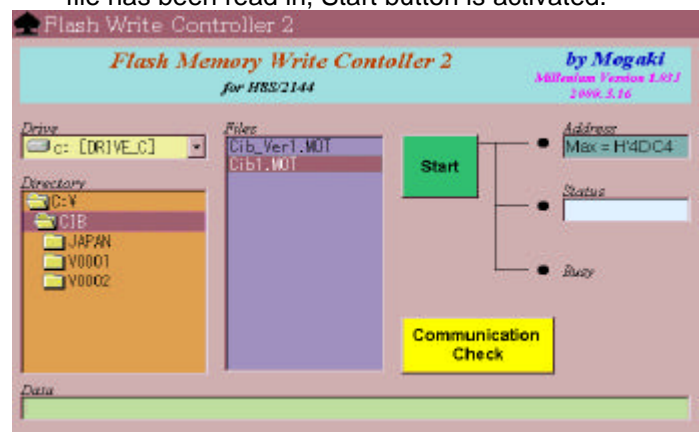 file has been read in, Start button is activated.
Flash Write Controller 2
Flash Memory Write Contoller 2
for H8S/2144
by Mogaki
Millenium Version 1.03J
2000.5.16
Drive
c: [DRIVE_C]
Directory
C:¥
CIB
JAPAN
V0001
V0002
Files
Cib_Ver1.MOT
Cib1.MOT
Start
Address
Max = H'4DC4
Status
Busy
Communication
Check
Data